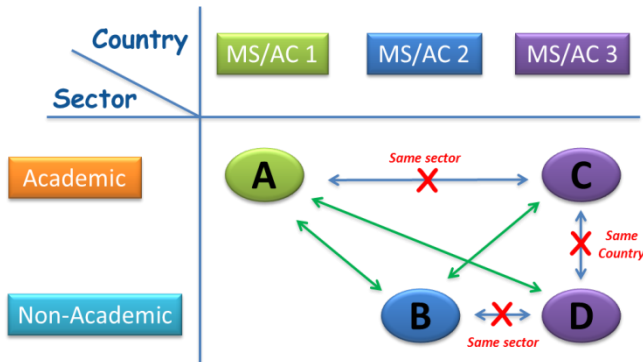 Country
MS/AC 1
MS/AC 2
MS/AC 3
Sector
Academic
A
Same sector
C
Same
Country
Non-Academic
B
Same sector
D